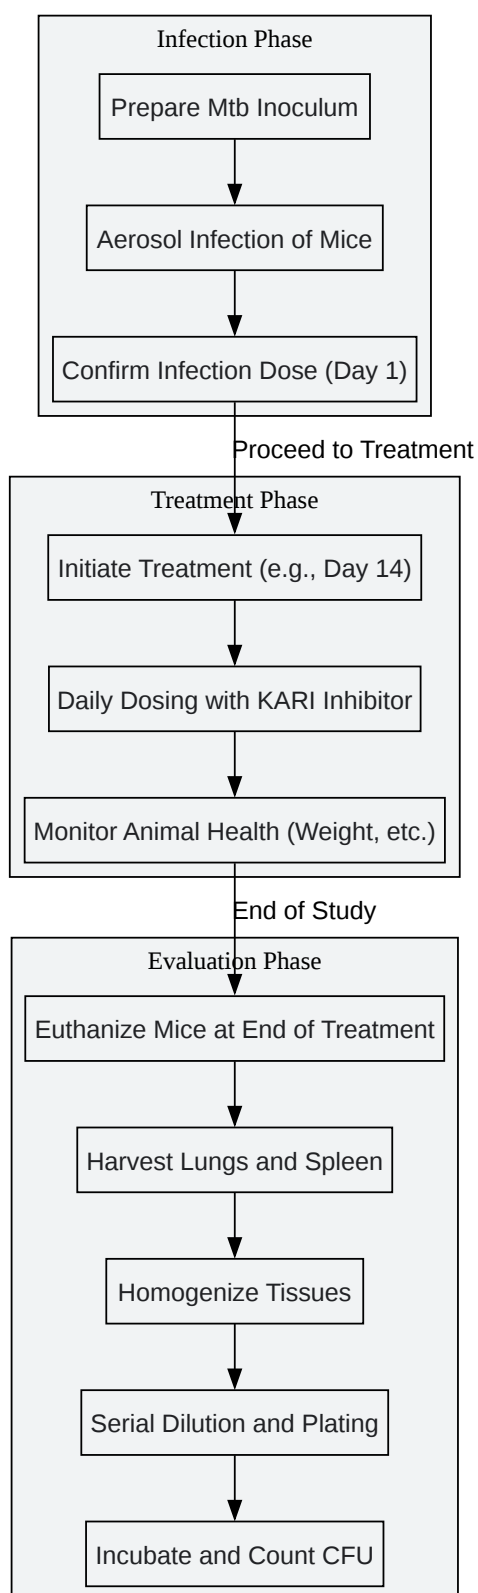 Infection Phase
Prepare Mtb Inoculum
Aerosol Infection of Mice
Confirm Infection Dose (Day 1)
Proceed to Treatment
Treatment Phase
Initiate Treatment (e.g., Day 14)
Daily Dosing with KARI Inhibitor
Monitor Animal Health (Weight, etc.)
End of Study
Evaluation Phase
Euthanize Mice at End of Treatment
Harvest Lungs and Spleen
Homogenize Tissues
Serial Dilution and Plating
Incubate and Count CFU